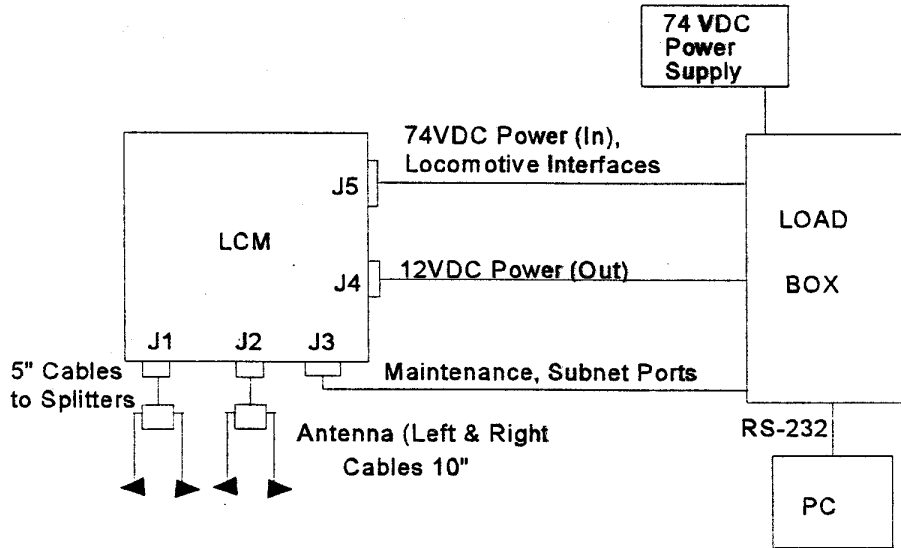 74 VDC
Power
Supply
74VDC Power (In),
Locomotive Interfaces
J5
LOAD
LCM
12VDC Power (Out)
J4
BOX
J1
J2
J3
5" Cables
to Splitters
Maintenance, Subnet Ports
RS-232
Antenna (Left & Right
Cables 10"
PC